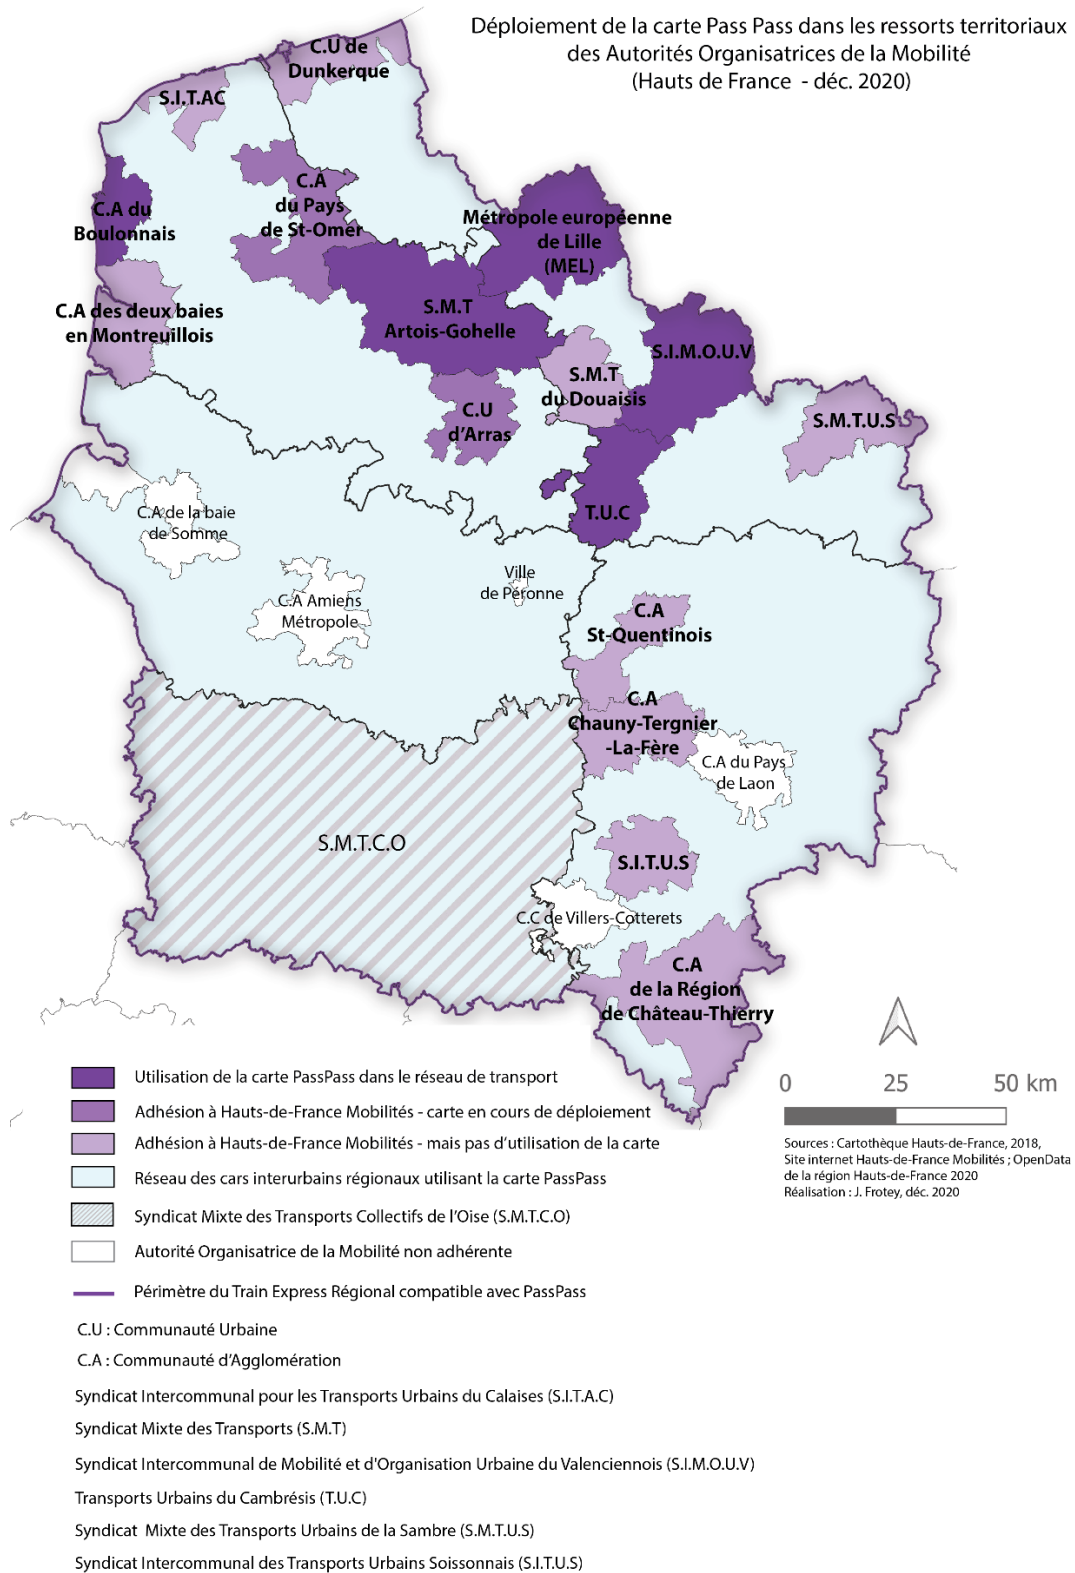 Déploiement de la carte Pass Pass dans les ressorts territoriaux
des Autorités Organisatrices de la Mobilité
(Hauts de France - déc. 2020)
C.U de
Dunkerque
S.I.T.AC
C.A
du Pays
de St-Omer
C.A du
Boulonnais
Métropole européenne
de Lille
(MEL)
C.A des deux baies
en Montreuillois
S.M.T
Artois-Gohelle
S.I.M.O.U.V
S.M.T
du Douaisis
C.U
d'Arras
S.M.T.U.S
T.U.C
C.A de la baie
de Somme
Ville
de Péronne
C.A Amiens
Métropole
C.A
St-Quentinois
C.A
Chauny-Tergnier
-La-Fère
C.A du Pays
de Laon
S.M.T.C.O
S.I.T.U.S
C.C de Villers-Cotterets
C.A
de la Région
de Château-Thierry
0 25 50 km
Sources : Cartothèque Hauts-de-France, 2018,
Site internet Hauts-de-France Mobilités ; OpenData
de la région Hauts-de-France 2020
Réalisation : J. Frotey, déc. 2020
Utilisation de la carte PassPass dans le réseau de transport
Adhésion à Hauts-de-France Mobilités - carte en cours de déploiement
Adhésion à Hauts-de-France Mobilités - mais pas d'utilisation de la carte
Réseau des cars interurbains régionaux utilisant la carte PassPass
Syndicat Mixte des Transports Collectifs de l'Oise (S.M.T.C.O)
Autorité Organisatrice de la Mobilité non adhérente
Périmètre du Train Express Régional compatible avec PassPass
C.U : Communauté Urbaine
C.A : Communauté d'Agglomération
Syndicat Intercommunal pour les Transports Urbains du Calaises (S.I.T.A.C)
Syndicat Mixte des Transports (S.M.T)
Syndicat Intercommunal de Mobilité et d'Organisation Urbaine du Valenciennois (S.I.M.O.U.V)
Transports Urbains du Cambrésis (T.U.C)
Syndicat Mixte des Transports Urbains de la Sambre (S.M.T.U.S)
Syndicat Intercommunal des Transports Urbains Soissonnais (S.I.T.U.S)